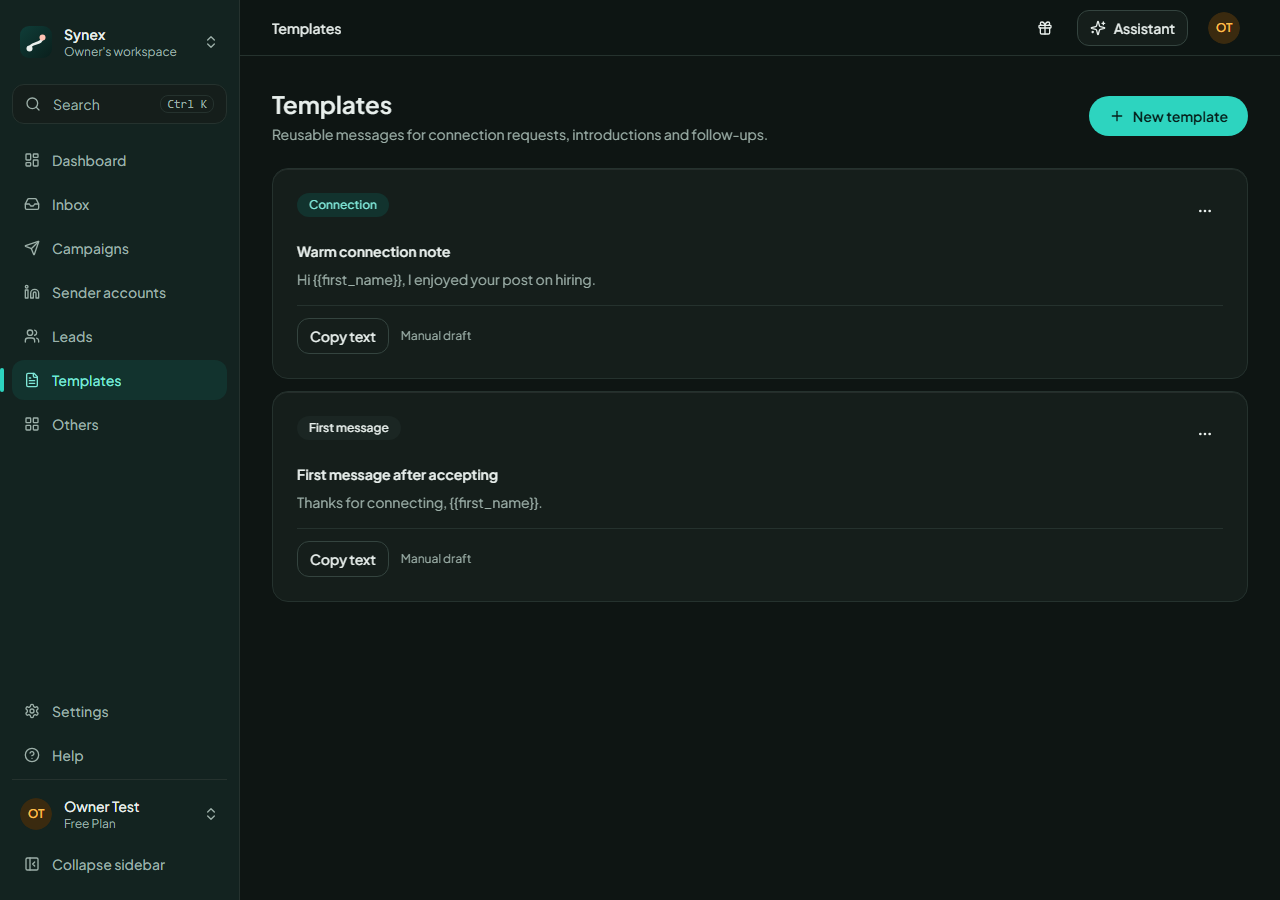 Synex
Owner's workspace
Search
Ctrl K
Dashboard
Inbox
Campaigns
Sender accounts
Leads
Templates
Others
Settings
Help
OT
Owner Test
Free Plan
Collapse sidebar
Templates
Assistant
OT
Templates
Reusable messages for connection requests, introductions and follow-ups.
New template
Connection
Warm connection note
Hi {{first_name}}, I enjoyed your post on hiring.
Copy text
Manual draft
First message
First message after accepting
Thanks for connecting, {{first_name}}.
Copy text
Manual draft